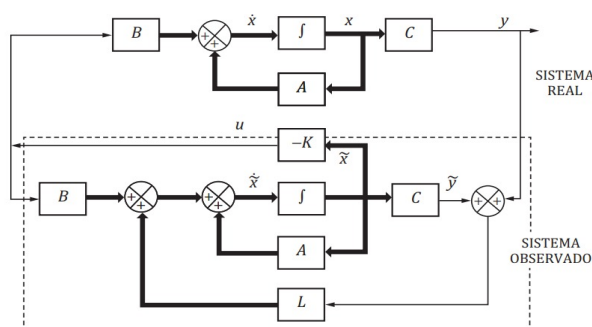 B
+
+
ẋ
∫
x
C
y
A
SISTEMA
REAL
u
−K
x̃
B
+
+
+
+
x̃̇
∫
C
ỹ
+
+
A
SISTEMA
OBSERVADO
L